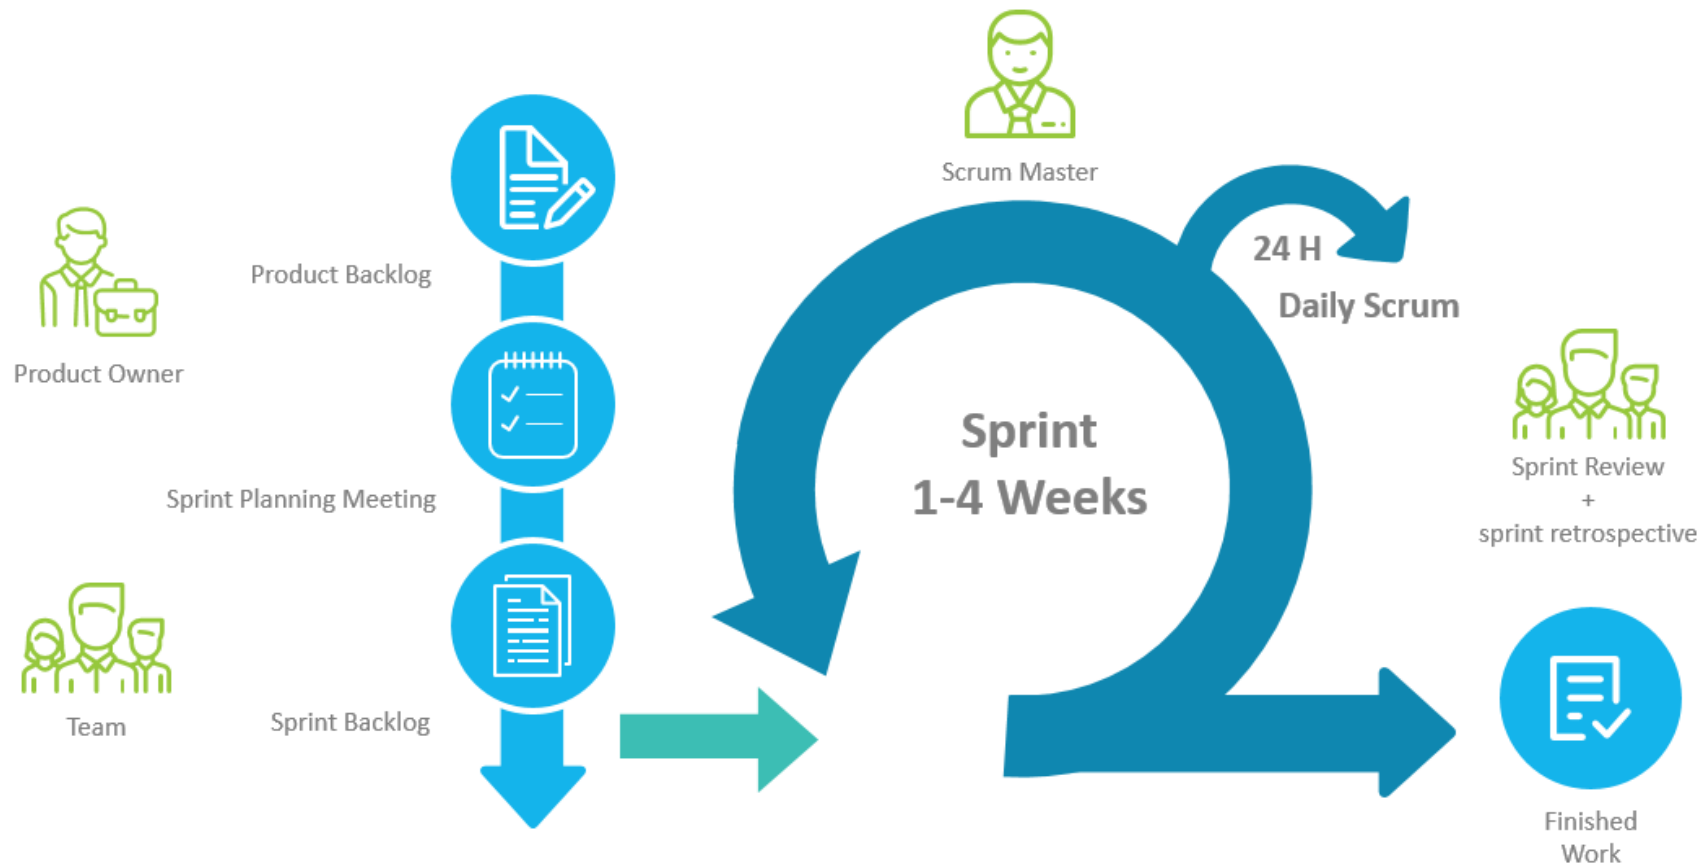 Scrum Master
Product Backlog
Product Owner
Sprint Planning Meeting
Team
Sprint Backlog
24 H
Daily Scrum
Sprint
1-4 Weeks
Sprint Review
+
sprint retrospective
Finished
Work